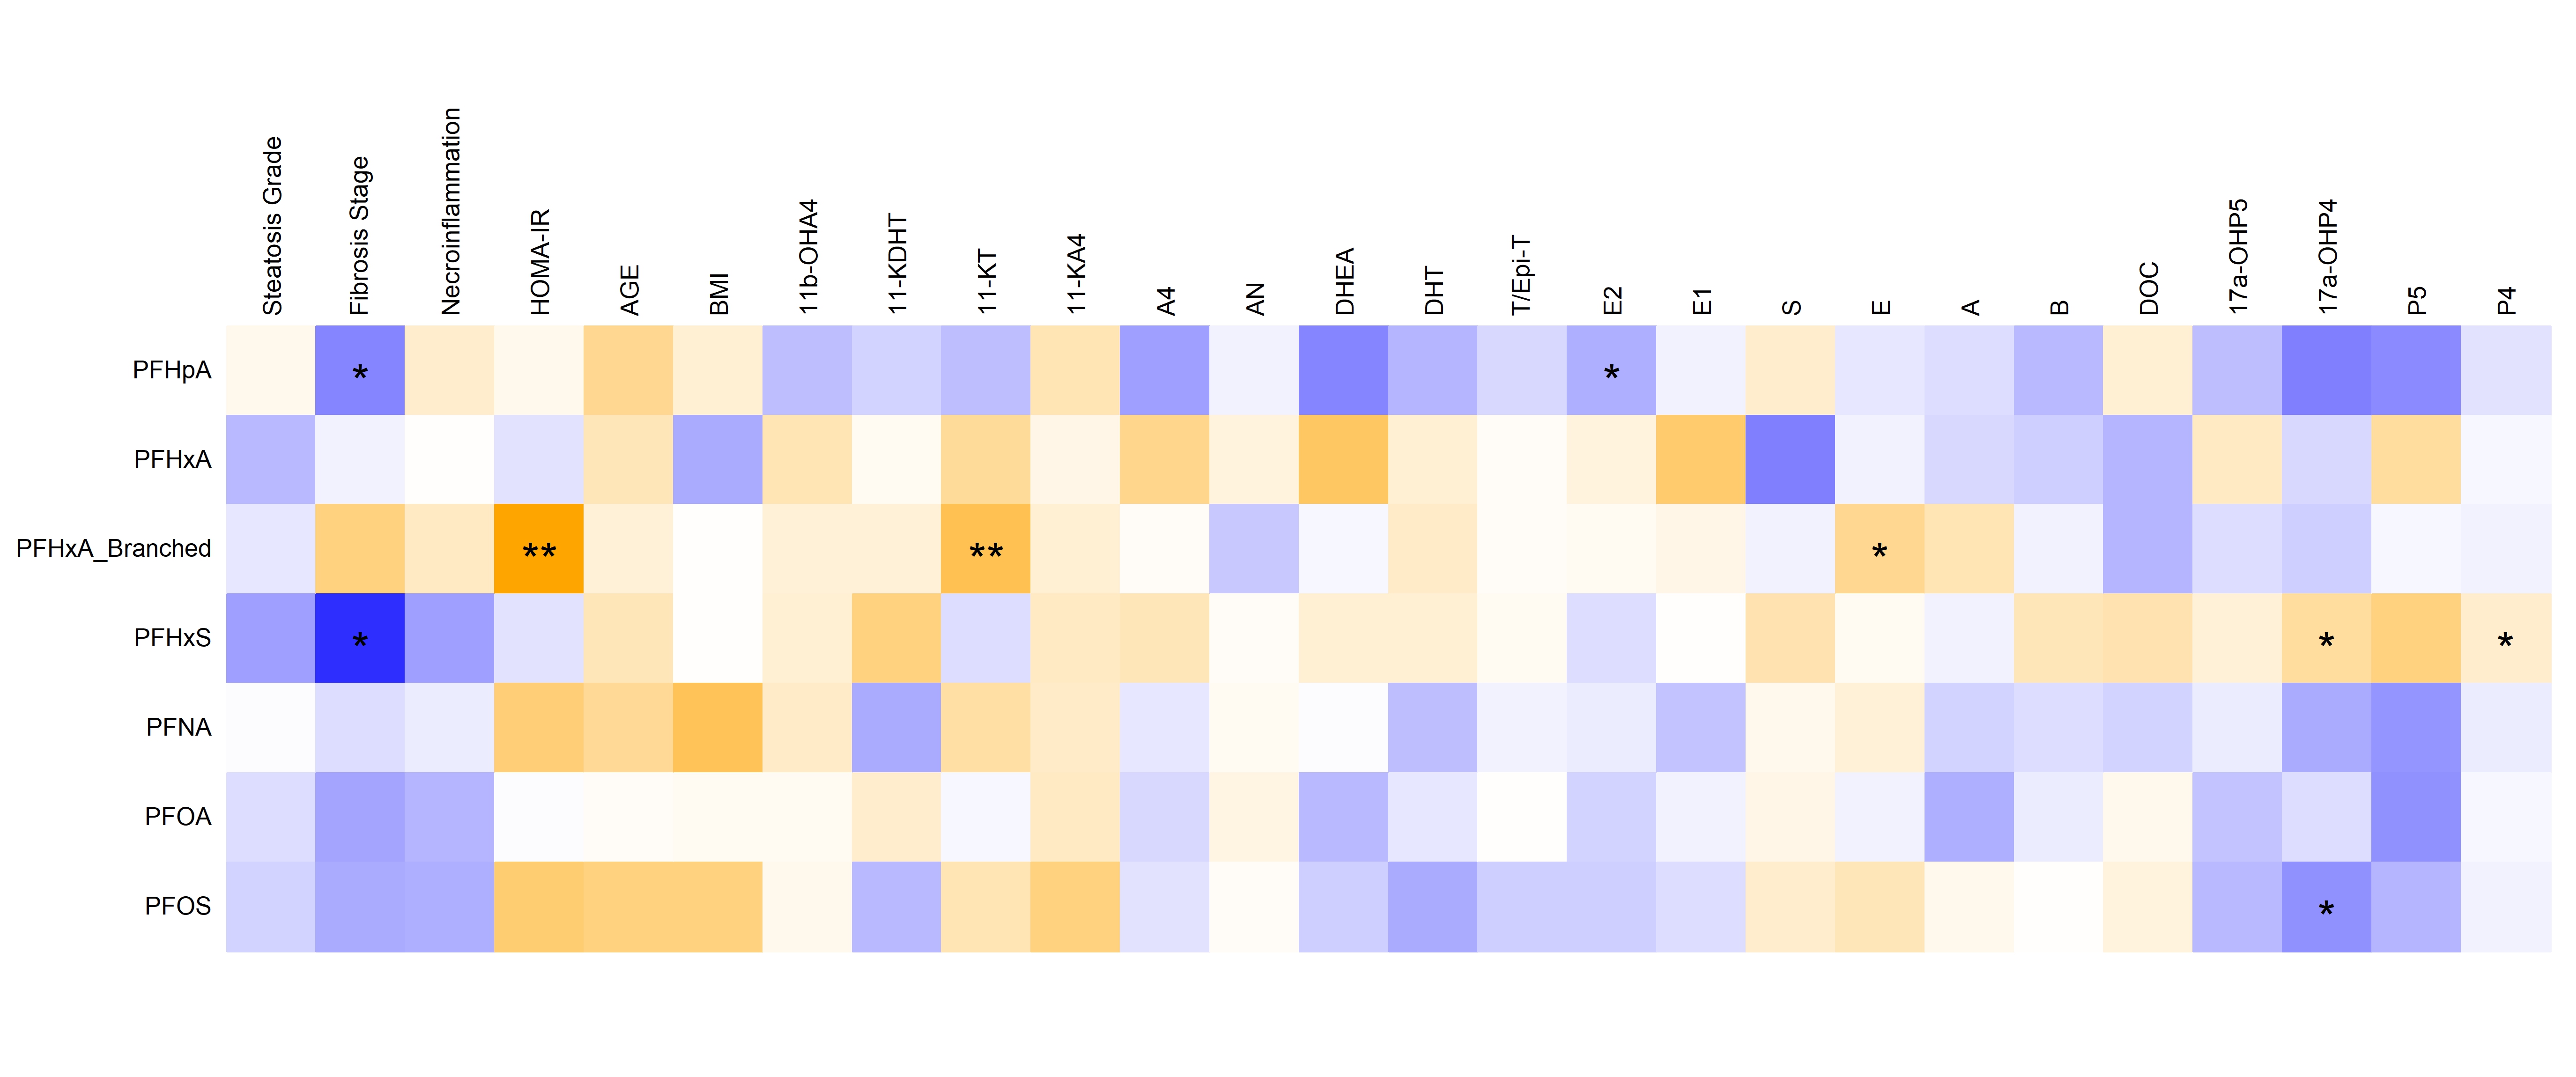 Steatosis Grade
Fibrosis Stage
Necroinflammation
HOMA-IR
AGE
BMI
11b-OHA4
11-KDHT
11-KT
11-KA4
A4
AN
DHEA
DHT
T/Epi-T
E2
E1
S
E
A
B
DOC
17a-OHP5
17a-OHP4
P5
P4
PFHpA * *
PFHxA
PFHxA_Branched ** ** *
PFHxS * * *
PFNA
PFOA
PFOS *